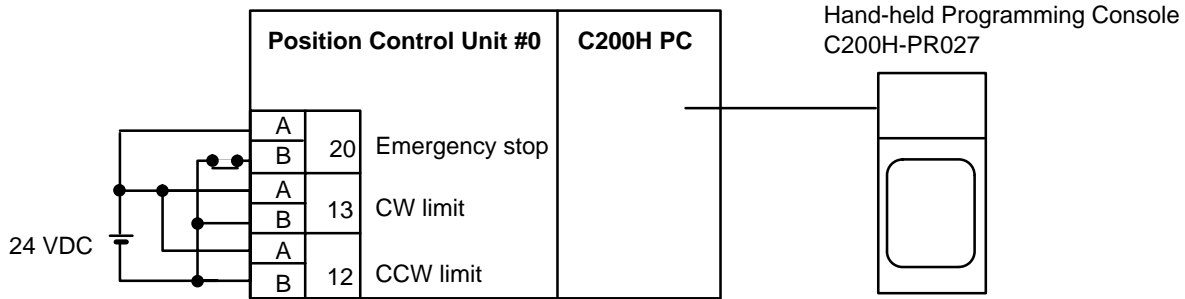 Hand-held Programming Console
C200H-PR027
Position Control Unit #0
C200H PC
A
B
20
Emergency stop
A
B
13
CW limit
A
B
12
CCW limit
24 VDC